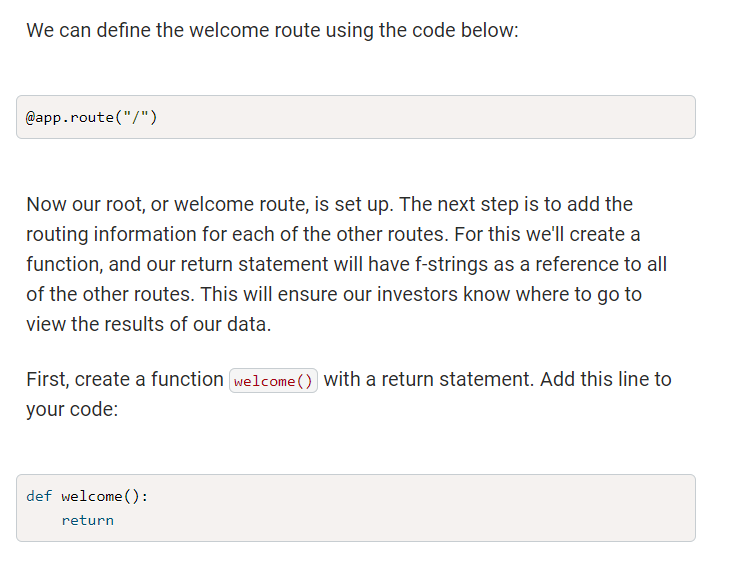 We can define the welcome route using the code below:
@app.route("/")
Now our root, or welcome route, is set up. The next step is to add the
routing information for each of the other routes. For this we'll create a
function, and our return statement will have f-strings as a reference to all
of the other routes. This will ensure our investors know where to go to
view the results of our data.
First, create a function welcome() with a return statement. Add this line to
your code:
def welcome():
    return